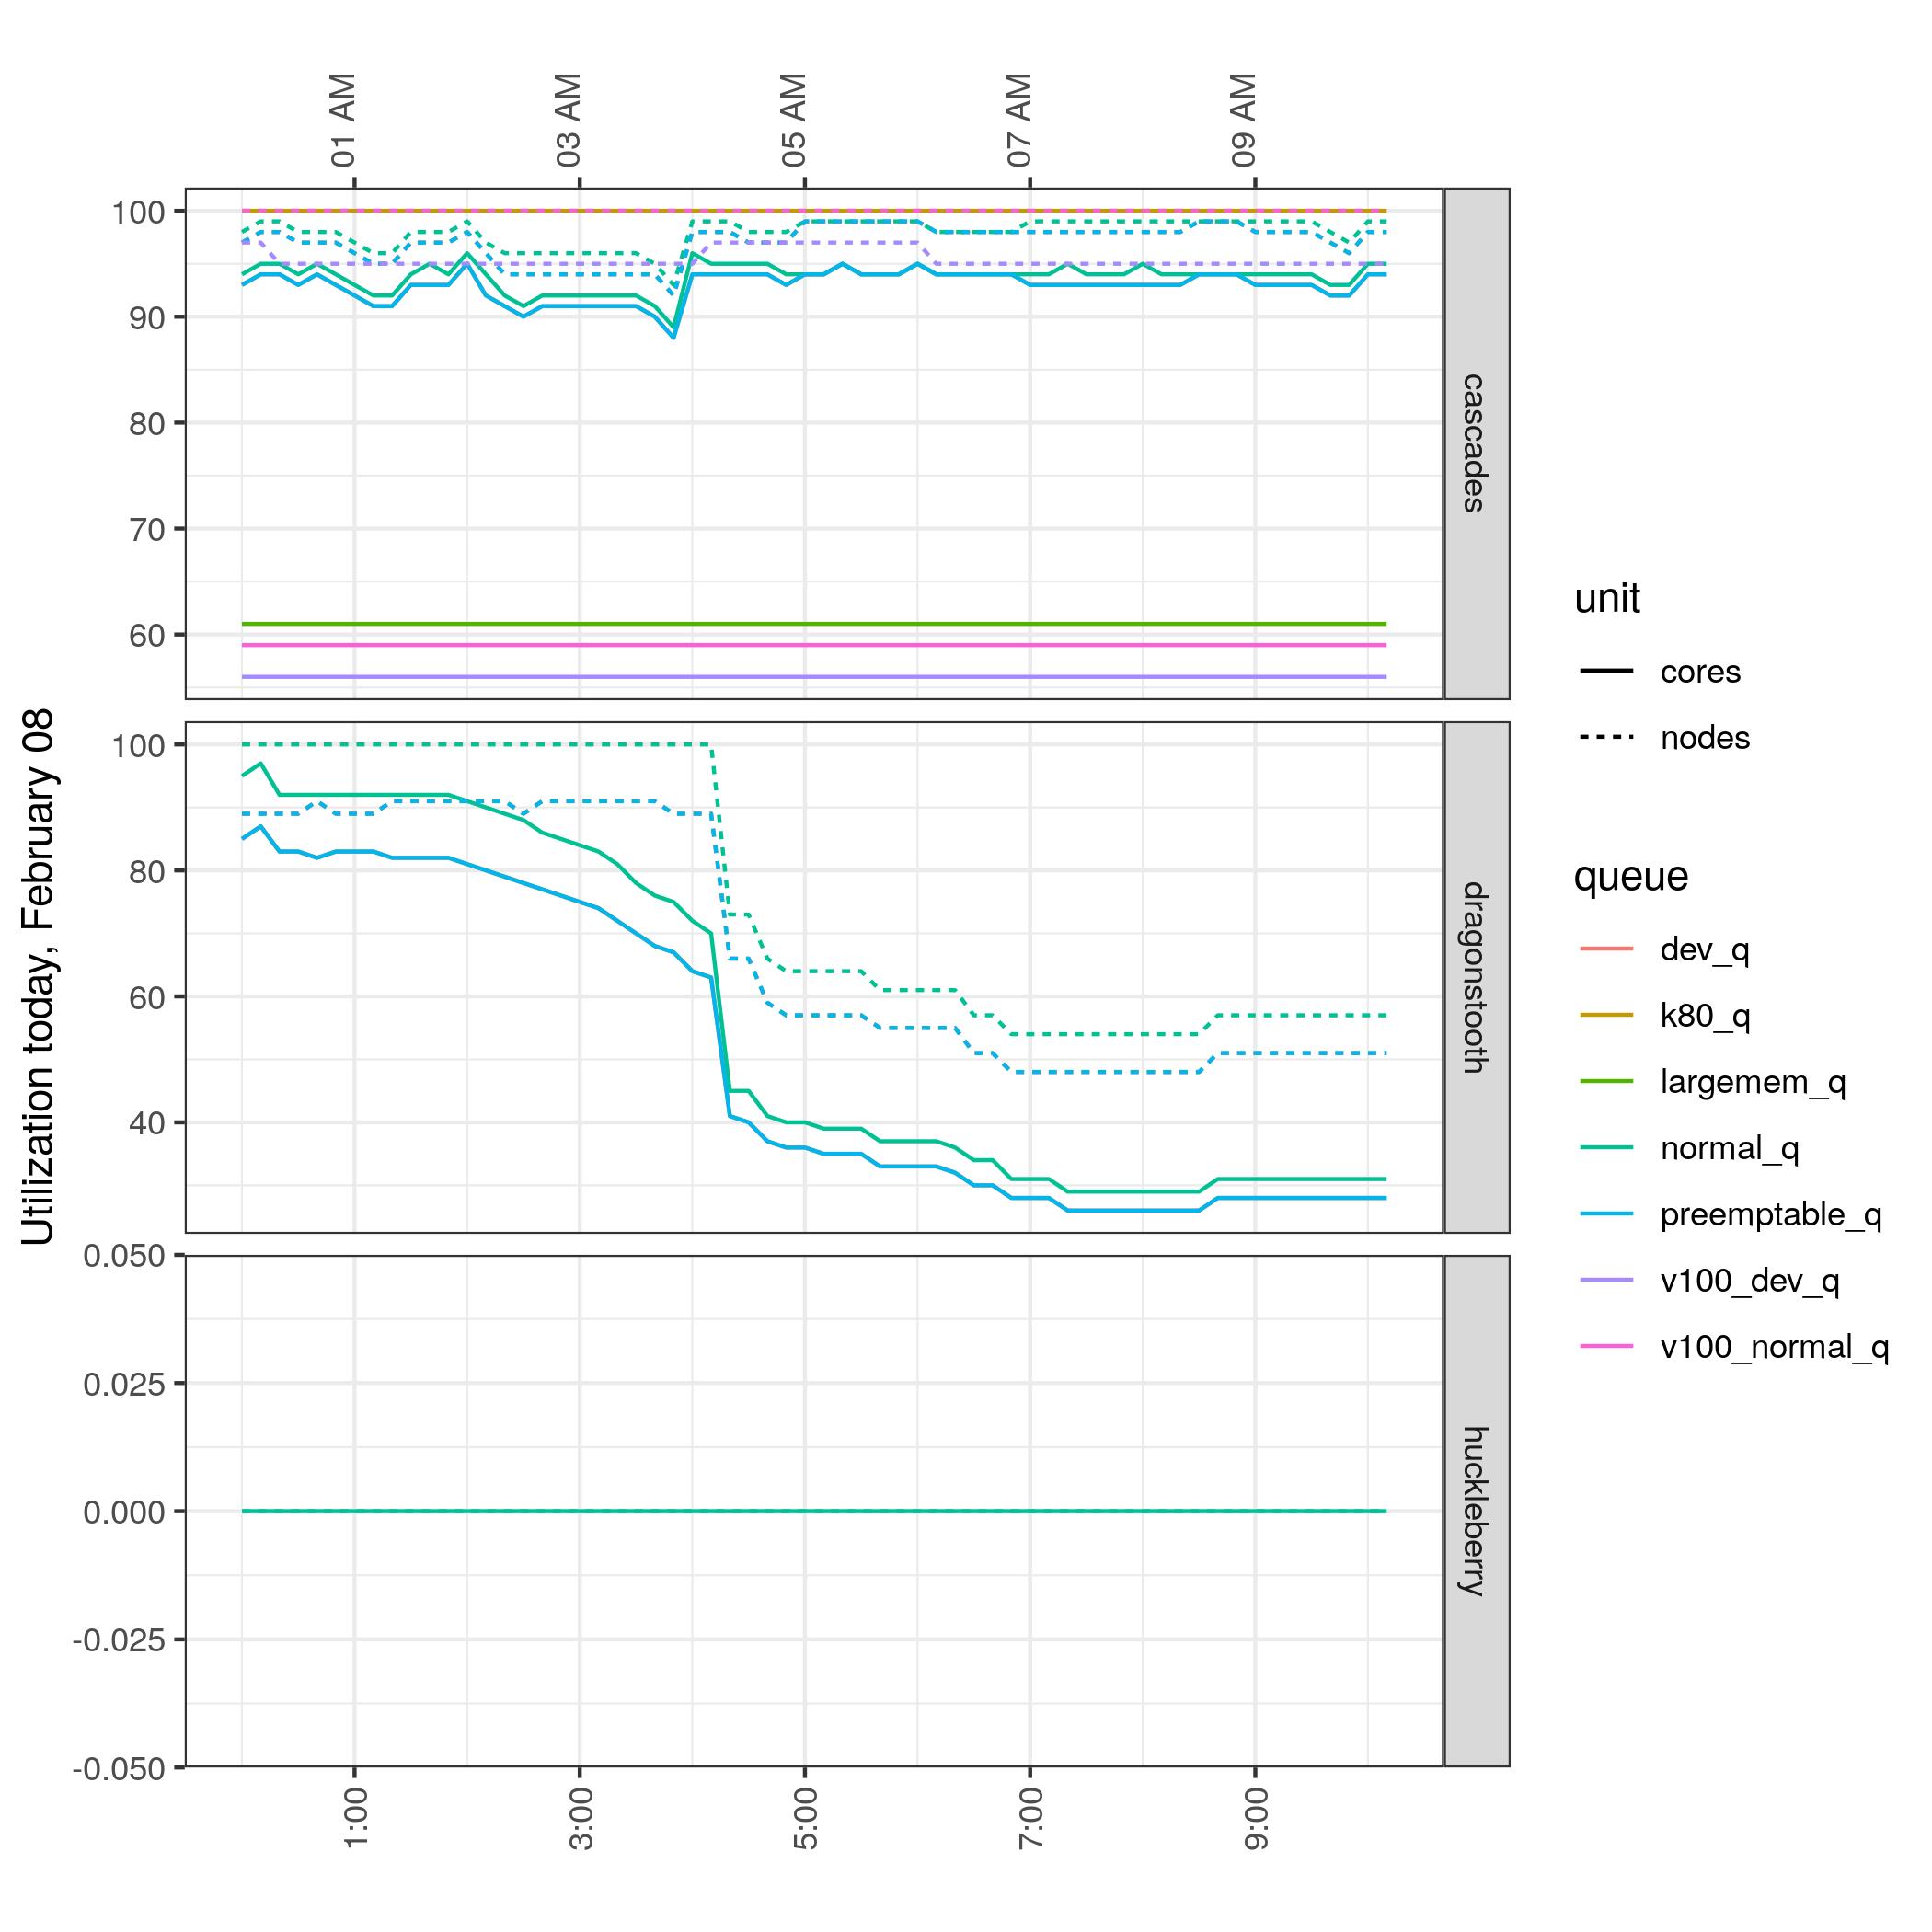 01 AM
03 AM
05 AM
07 AM
09 AM
100
90
80
70
60
cascades
100
80
60
40
dragonstooth
0.050
0.025
0.000
-0.025
-0.050
huckleberry
1:00
3:00
5:00
7:00
9:00
Utilization today, February 08
unit
cores
nodes
queue
dev_q
k80_q
largemem_q
normal_q
preemptable_q
v100_dev_q
v100_normal_q